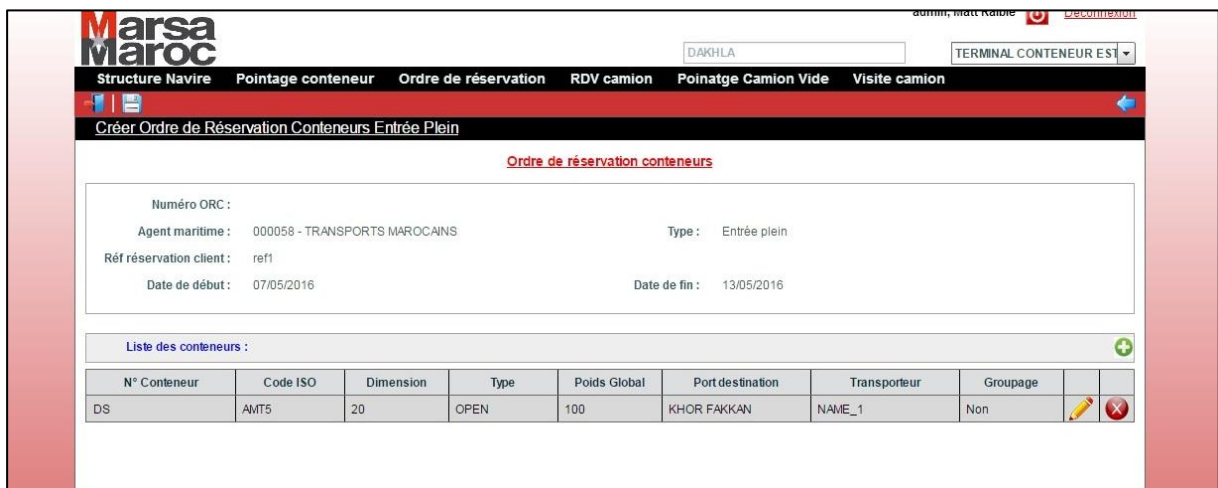 admin, Matt Raible Déconnexion
Marsa
Maroc
DAKHLA TERMINAL CONTENEUR EST
Structure Navire Pointage conteneur Ordre de réservation RDV camion Poinatge Camion Vide Visite camion
Créer Ordre de Réservation Conteneurs Entrée Plein
Ordre de réservation conteneurs
Numéro ORC :
Agent maritime : 000058 - TRANSPORTS MAROCAINS Type : Entrée plein
Réf réservation client : ref1
Date de début : 07/05/2016 Date de fin : 13/05/2016
Liste des conteneurs :
N° Conteneur Code ISO Dimension Type Poids Global Port destination Transporteur Groupage
DS AMT5 20 OPEN 100 KHOR FAKKAN NAME_1 Non